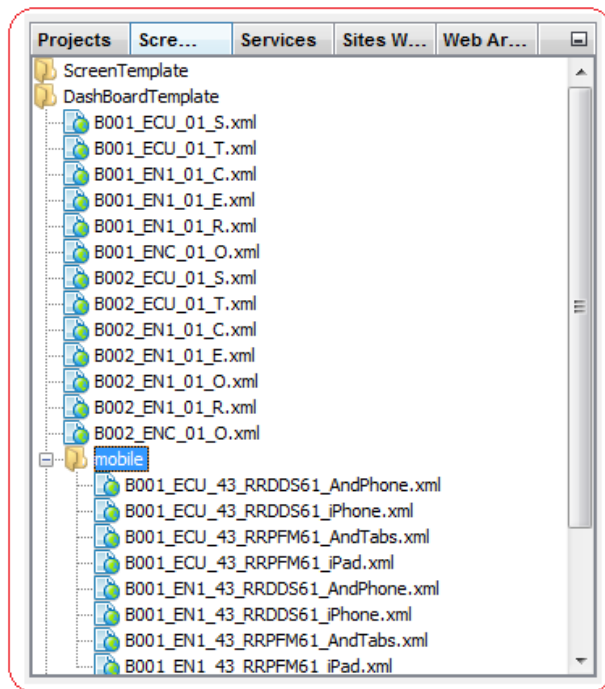 Projects Scre... Services Sites W... Web Ar...
ScreenTemplate
DashBoardTemplate
B001_ECU_01_S.xml
B001_ECU_01_T.xml
B001_EN1_01_C.xml
B001_EN1_01_E.xml
B001_EN1_01_R.xml
B001_ENC_01_O.xml
B002_ECU_01_S.xml
B002_ECU_01_T.xml
B002_EN1_01_C.xml
B002_EN1_01_E.xml
B002_EN1_01_O.xml
B002_EN1_01_R.xml
B002_ENC_01_O.xml
mobile
B001_ECU_43_RRDDS61_AndPhone.xml
B001_ECU_43_RRDDS61_iPhone.xml
B001_ECU_43_RRPFM61_AndTabs.xml
B001_ECU_43_RRPFM61_iPad.xml
B001_EN1_43_RRDDS61_AndPhone.xml
B001_EN1_43_RRDDS61_iPhone.xml
B001_EN1_43_RRPFM61_AndTabs.xml
B001_EN1_43_RRPFM61_iPad.xml